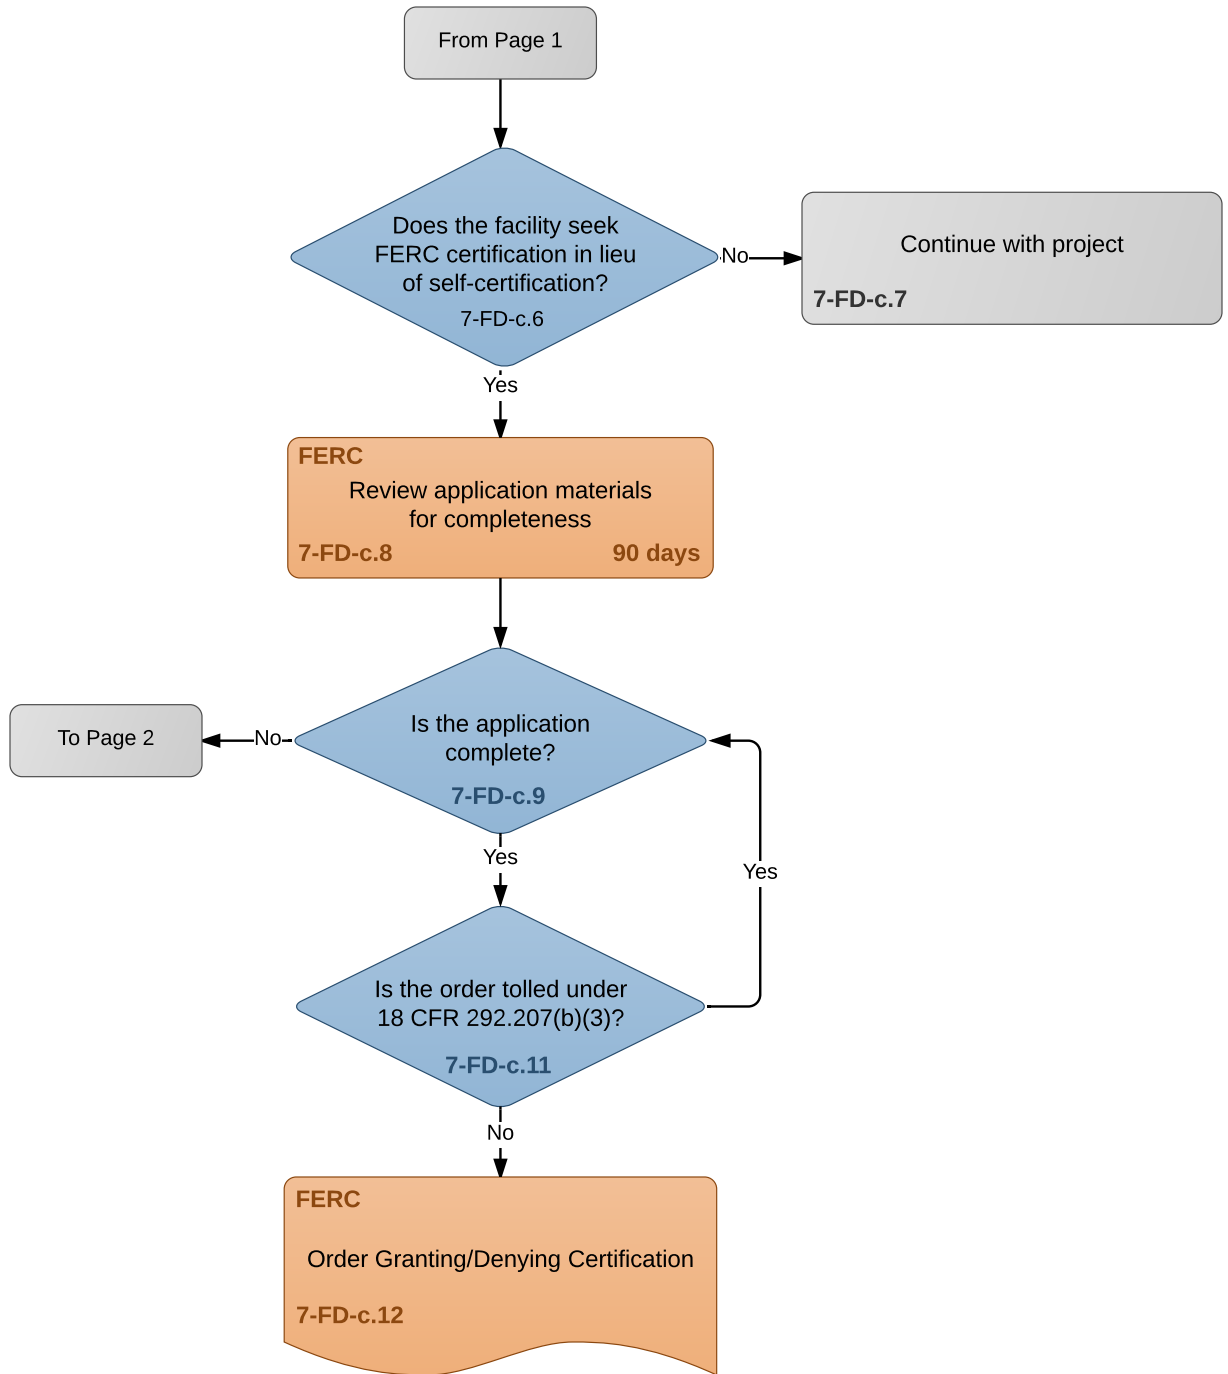 From Page 1
Does the facility seek
FERC certification in lieu
of self-certification?
7-FD-c.6
No
Continue with project
7-FD-c.7
Yes
FERC
Review application materials
for completeness
7-FD-c.8
90 days
To Page 2
No
Is the application
complete?
7-FD-c.9
Yes
Yes
Is the order tolled under
18 CFR 292.207(b)(3)?
7-FD-c.11
No
FERC
Order Granting/Denying Certification
7-FD-c.12